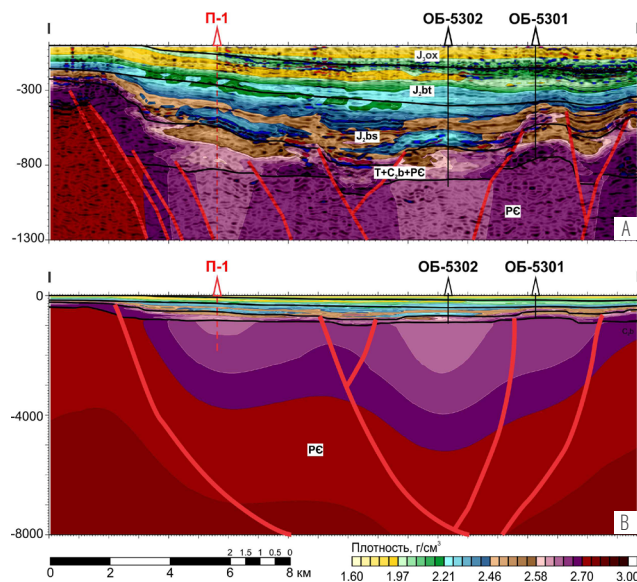 I I
П-1 ОБ-5302 ОБ-5301
J₃ox
-300
J₂bt
J₂bs
-800
T+C₂b+PЄ
PЄ
-1300
A
I I
П-1 ОБ-5302 ОБ-5301
0
-4000
PЄ
-8000
B
2 1.5 1 0.5 0
0 2 4 6 8 км
Плотность, г/см³
1.60 1.97 2.21 2.46 2.58 2.70 3.00